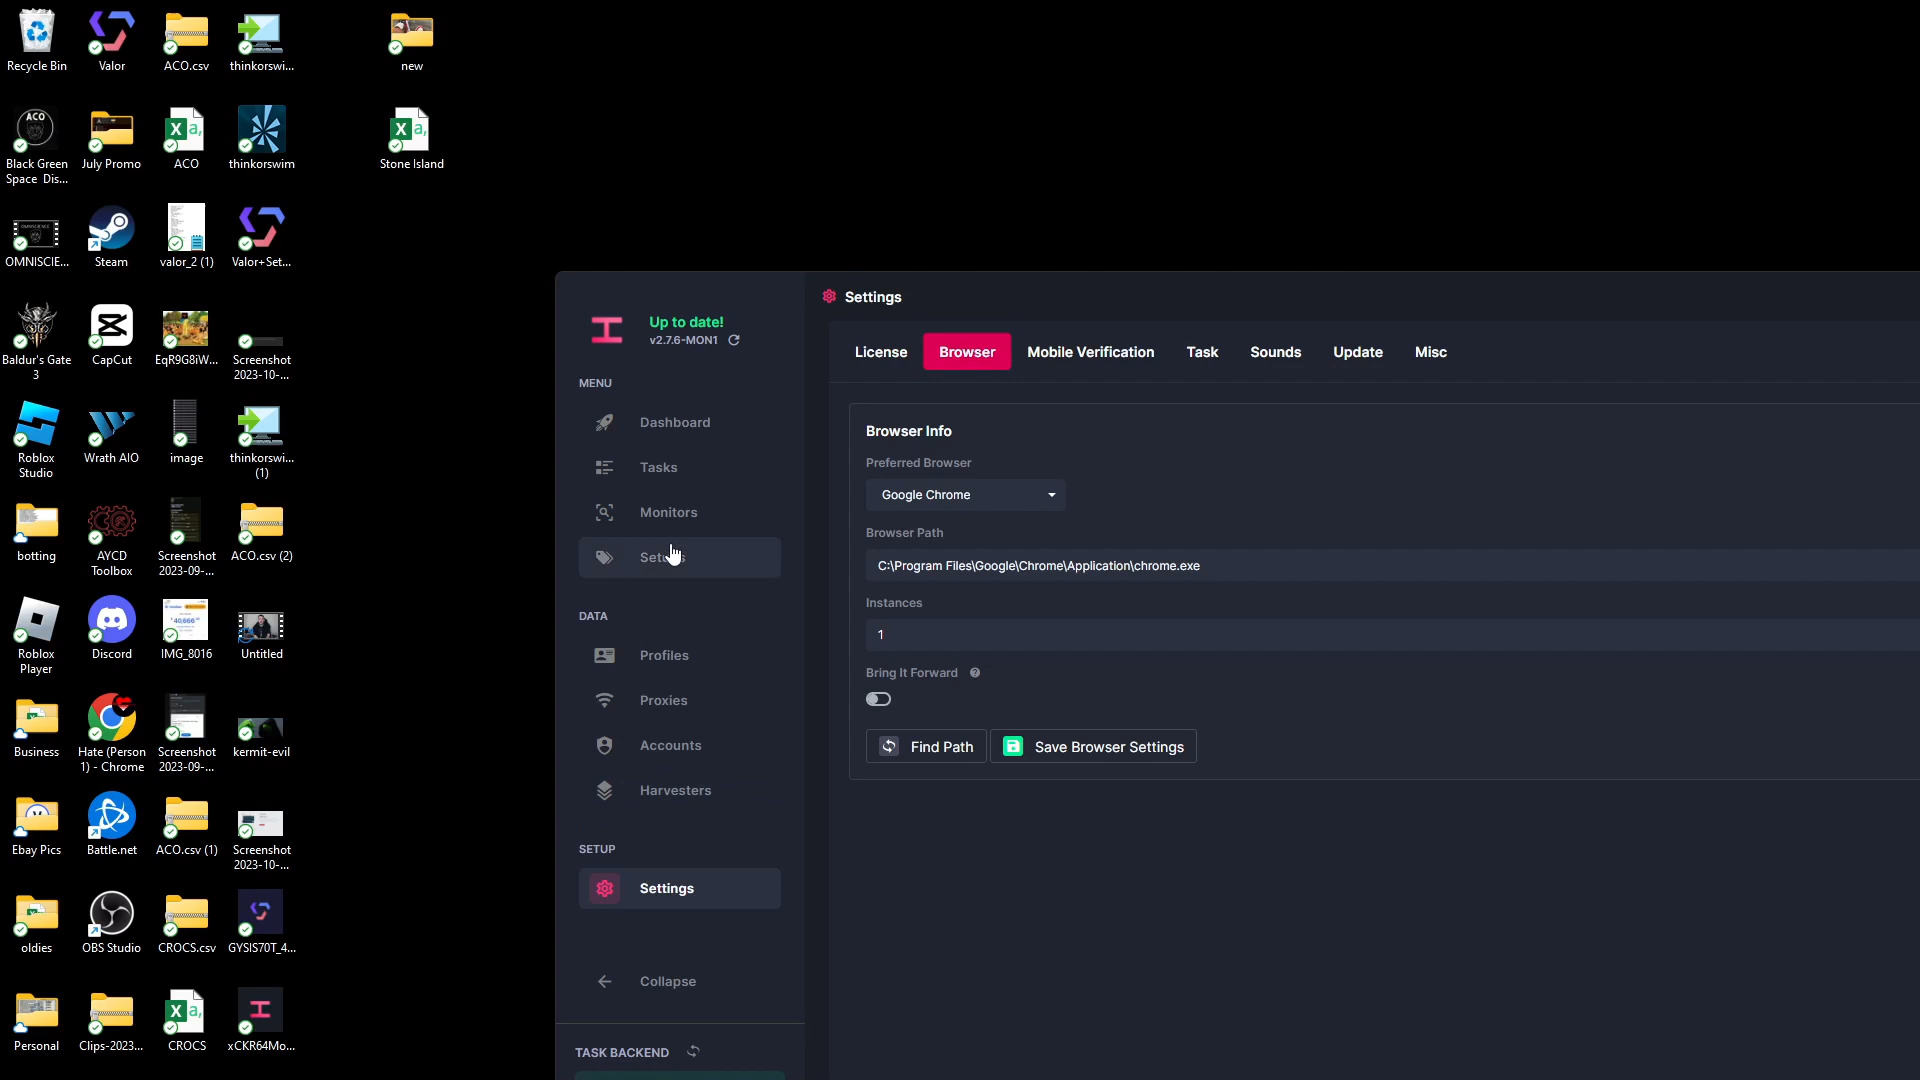 Recycle Bin
Valor
ACO.csv
thinkorswi...
new
Black Green
Space Dis...
July Promo
ACO
thinkorswim
Stone Island
OMNISCIE...
Steam
valor_2 (1)
Valor+Set...
Baldur's Gate
3
CapCut
EqR9G8iW...
Screenshot
2023-10-...
Roblox
Studio
Wrath AIO
image
thinkorswi...
(1)
botting
AYCD
Toolbox
Screenshot
2023-09-...
ACO.csv (2)
Roblox
Player
Discord
IMG_8016
Untitled
Business
Hate (Person
1) - Chrome
Screenshot
2023-09-...
kermit-evil
Ebay Pics
Battle.net
ACO.csv (1)
Screenshot
2023-10-...
oldies
OBS Studio
CROCS.csv
GYSIS70T_4...
Personal
Clips-2023...
CROCS
xCKR64Mo...
Up to date!
v2.7.6-MON1
MENU
Dashboard
Tasks
Monitors
DATA
Profiles
Proxies
Accounts
Harvesters
SETUP
Settings
Collapse
TASK BACKEND
Settings
License
Browser
Mobile Verification
Task
Sounds
Update
Misc
Browser Info
Preferred Browser
Google Chrome
Browser Path
C:\Program Files\Google\Chrome\Application\chrome.exe
Instances
1
Bring It Forward
Find Path
Save Browser Settings